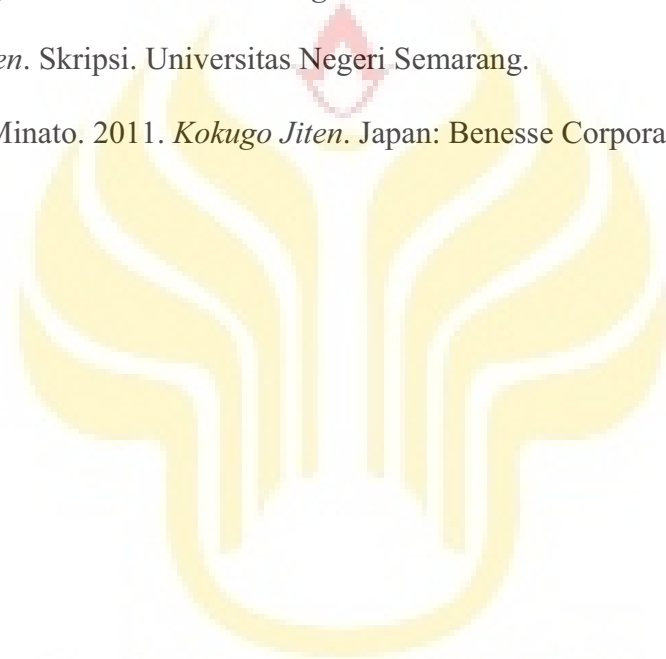 en. Skripsi. Universitas Negeri Semarang.
Minato. 2011. Kokugo Jiten. Japan: Benesse Corpora